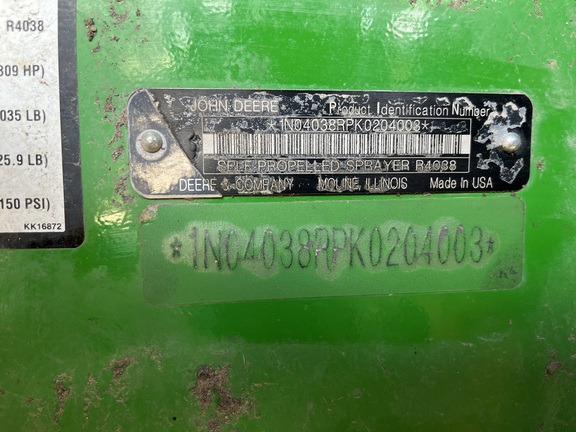 R4038
309 HP)
035 LB)
25.9 LB)
150 PSI)
KK16872
JOHN DEERE Product Identification Number
*1N04038RPK0204003*
SELF-PROPELLED SPRAYER R4038
DEERE & COMPANY MOLINE, ILLINOIS Made In USA
*1N04038RPK0204003*